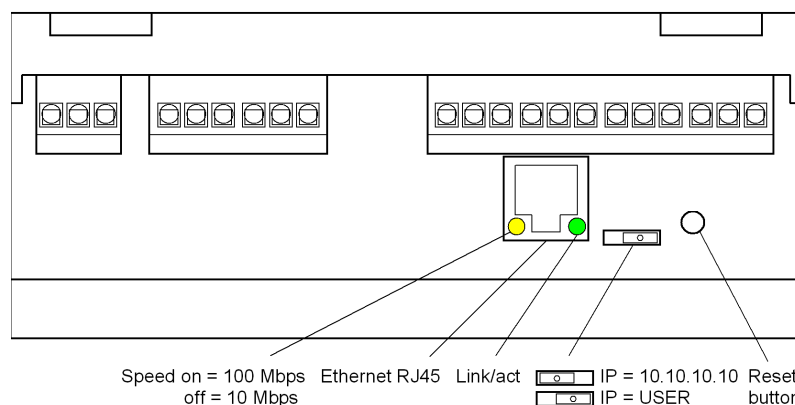 Speed on = 100 Mbps Ethernet RJ45 Link/act IP = 10.10.10.10 Reset
off = 10 Mbps IP = USER button